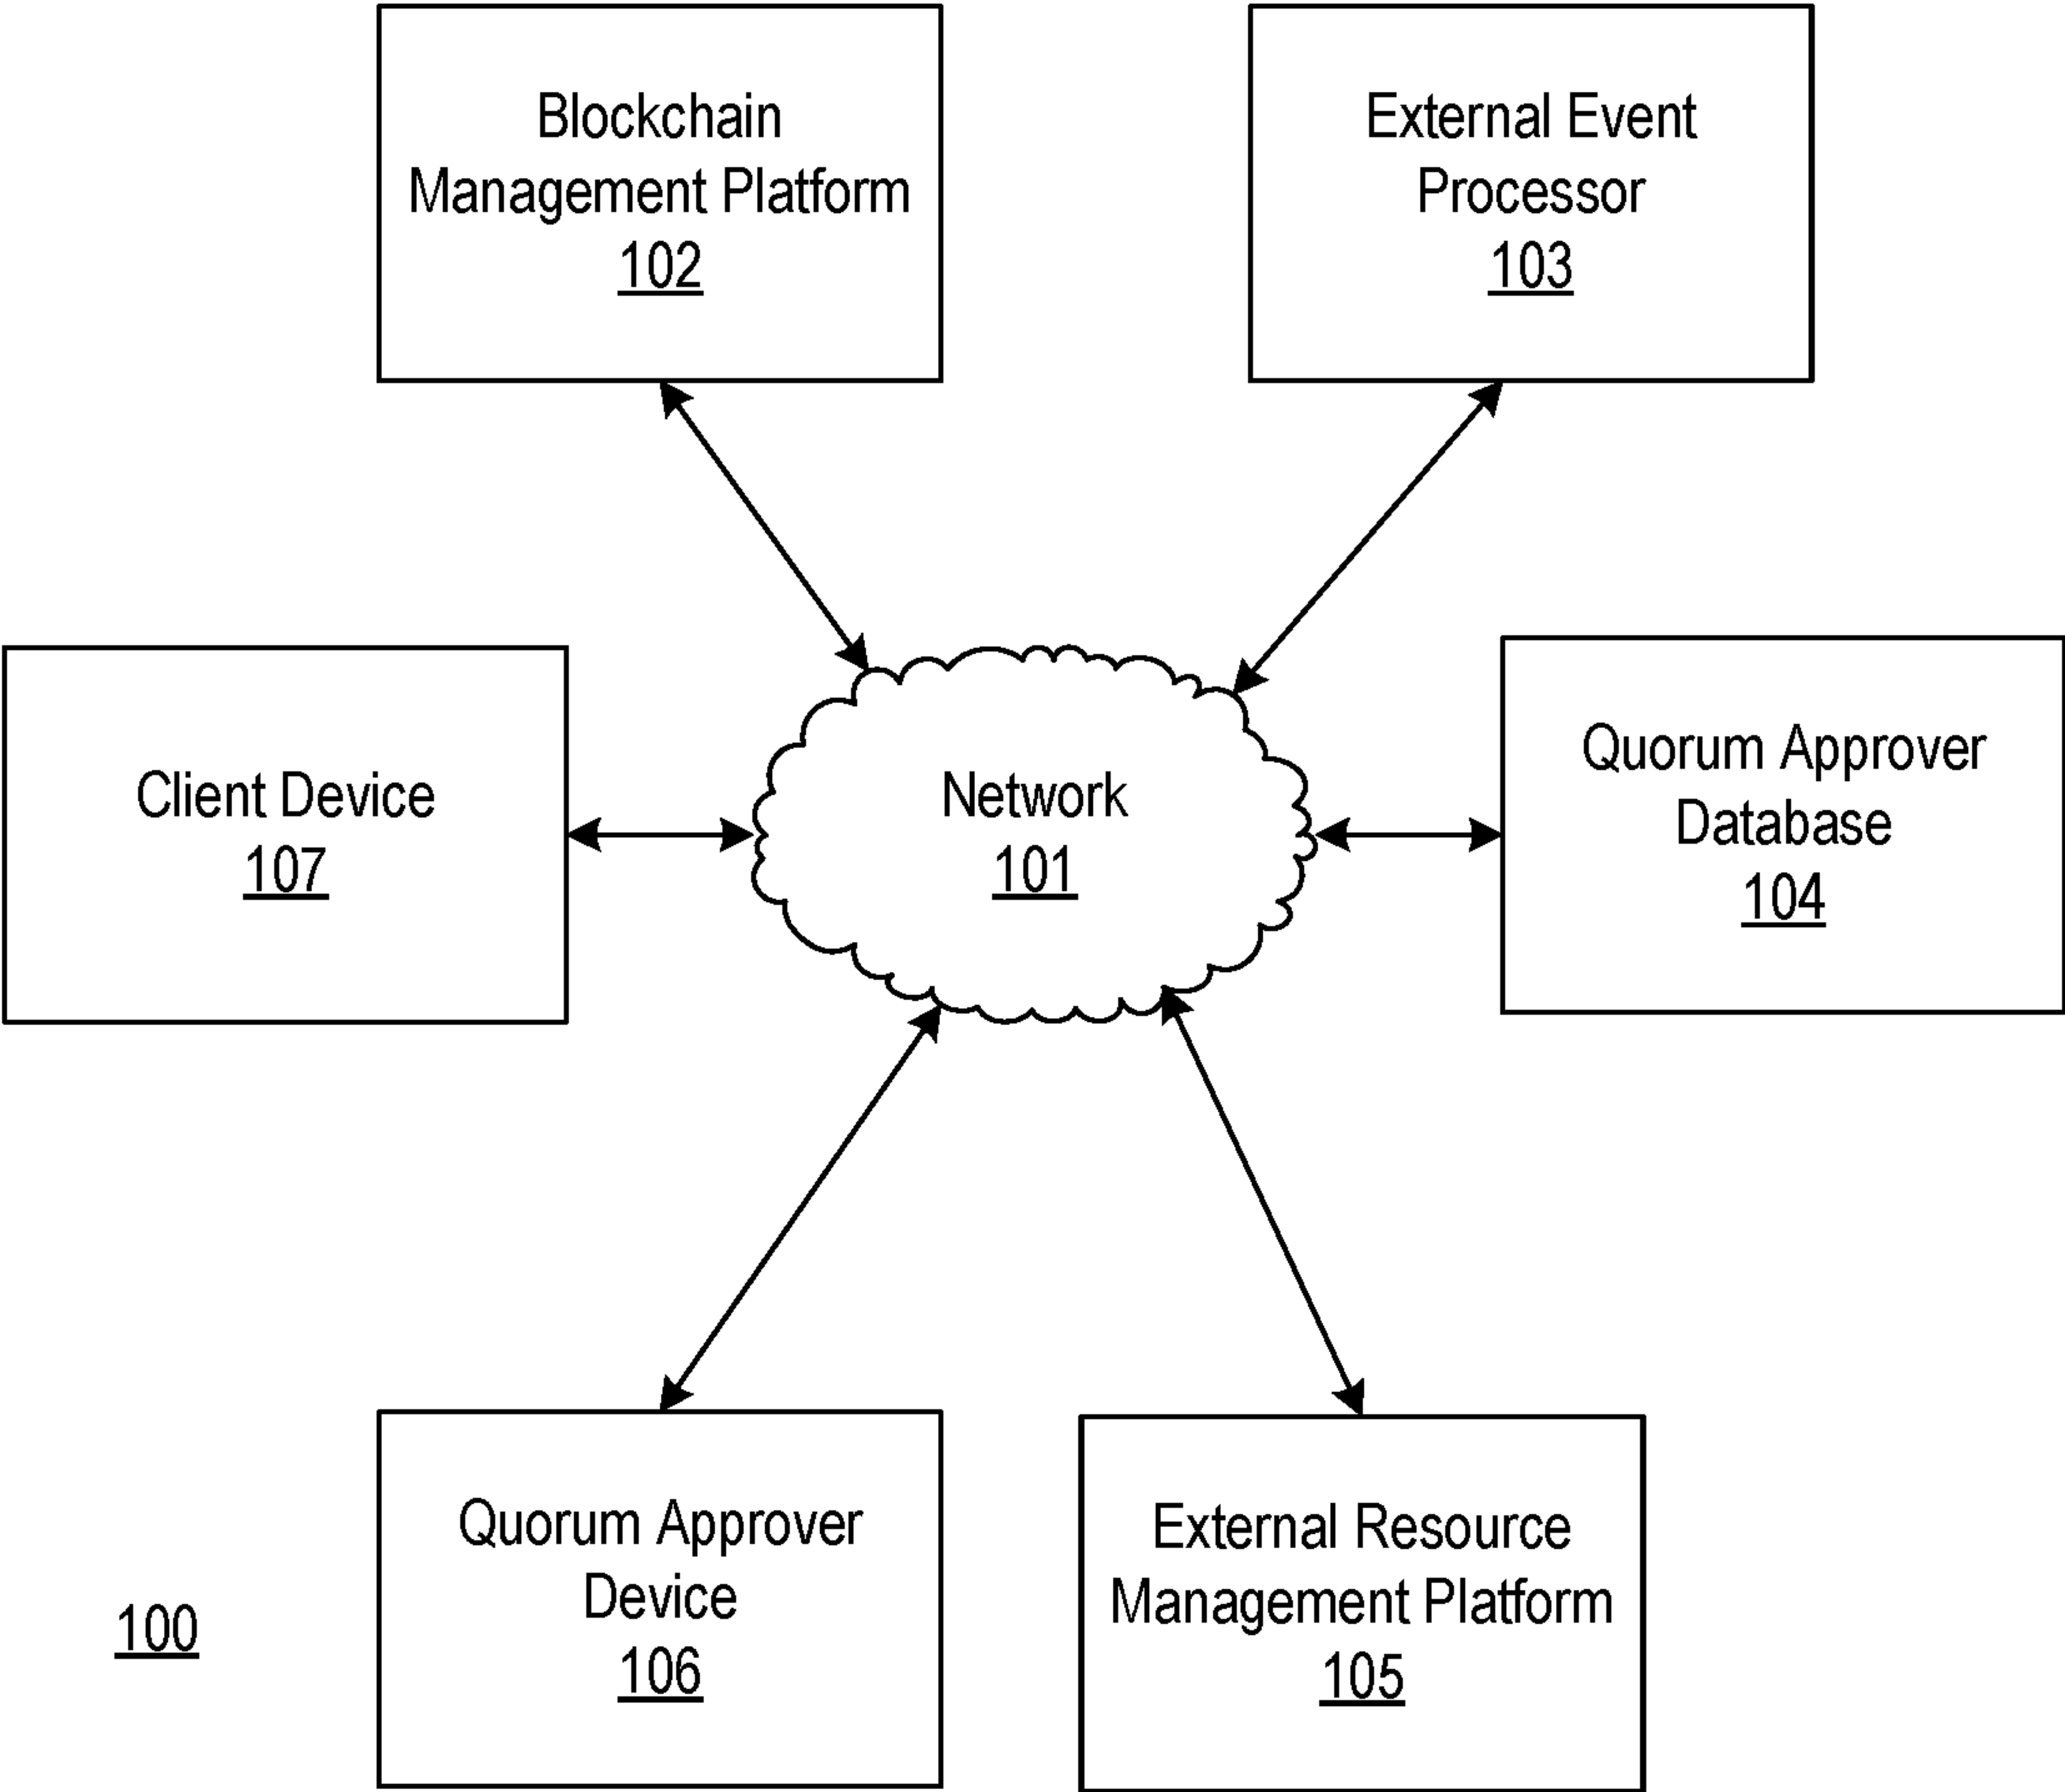 Blockchain
Management Platform
102
External Event
Processor
103
Client Device
107
Network
101
Quorum Approver
Database
104
Quorum Approver
Device
106
External Resource
Management Platform
105
100